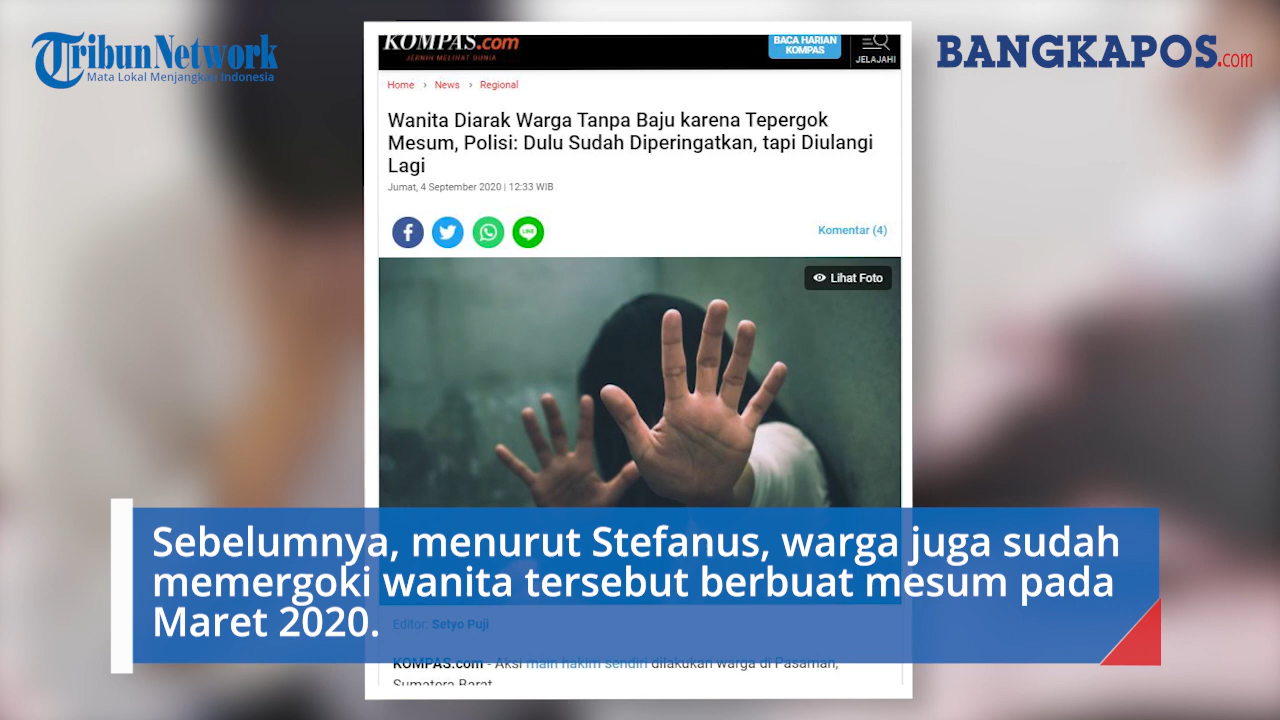 TribunNetwork
Mata Lokal Menjangkau Indonesia
BANGKAPOS.com
KOMPAS.com
JERNIH MELIHAT DUNIA
BACA HARIAN
KOMPAS
JELAJAHI
Home › News › Regional
Wanita Diarak Warga Tanpa Baju karena Tepergok
Mesum, Polisi: Dulu Sudah Diperingatkan, tapi Diulangi
Lagi
Jumat, 4 September 2020 | 12:33 WIB
LINE
Komentar (4)
Lihat Foto
Sebelumnya, menurut Stefanus, warga juga sudah
memergoki wanita tersebut berbuat mesum pada
Maret 2020.
Editor: Setyo Puji
KOMPAS.com - Aksi main hakim sendiri dilakukan warga di Pasaman,
Sumatera Barat